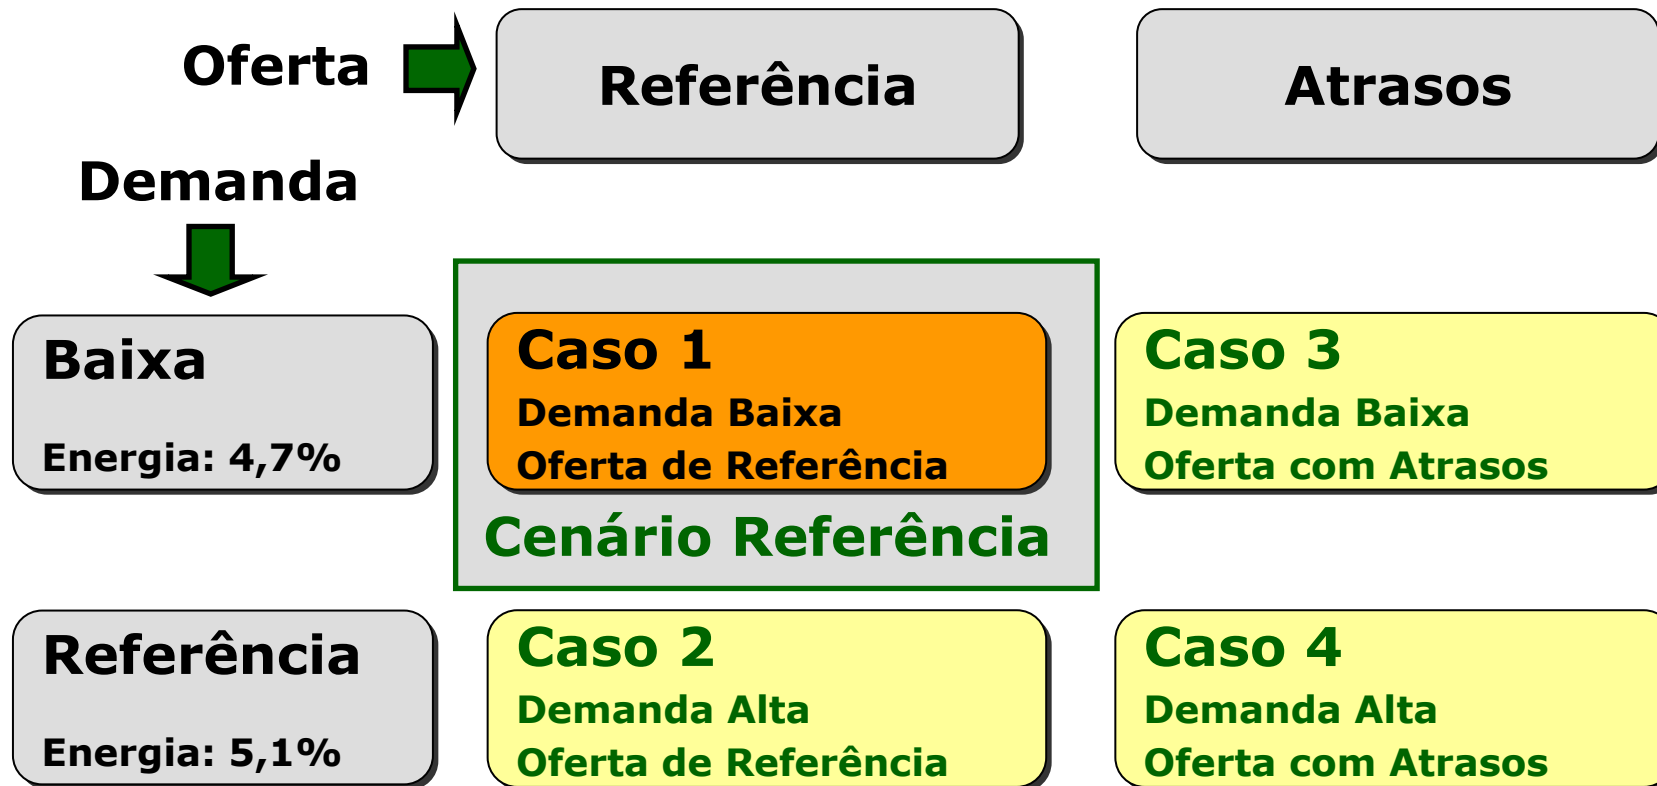 Oferta
Referência
Atrasos
Demanda
Baixa
Energia: 4,7%
Caso 1
Demanda Baixa
Oferta de Referência
Cenário Referência
Caso 3
Demanda Baixa
Oferta com Atrasos
Referência
Energia: 5,1%
Caso 2
Demanda Alta
Oferta de Referência
Caso 4
Demanda Alta
Oferta com Atrasos